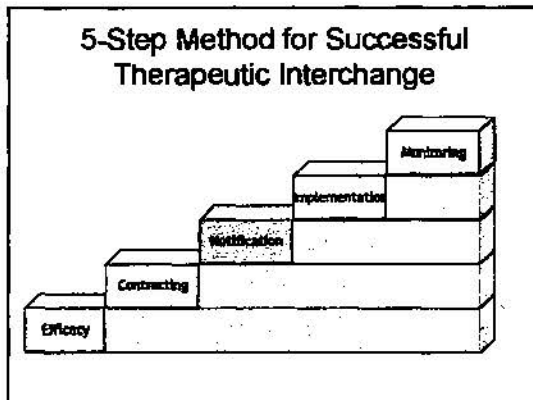 5-Step Method for Successful
Therapeutic Interchange
Monitoring
Implementation
Notification
Contracting
Efficacy